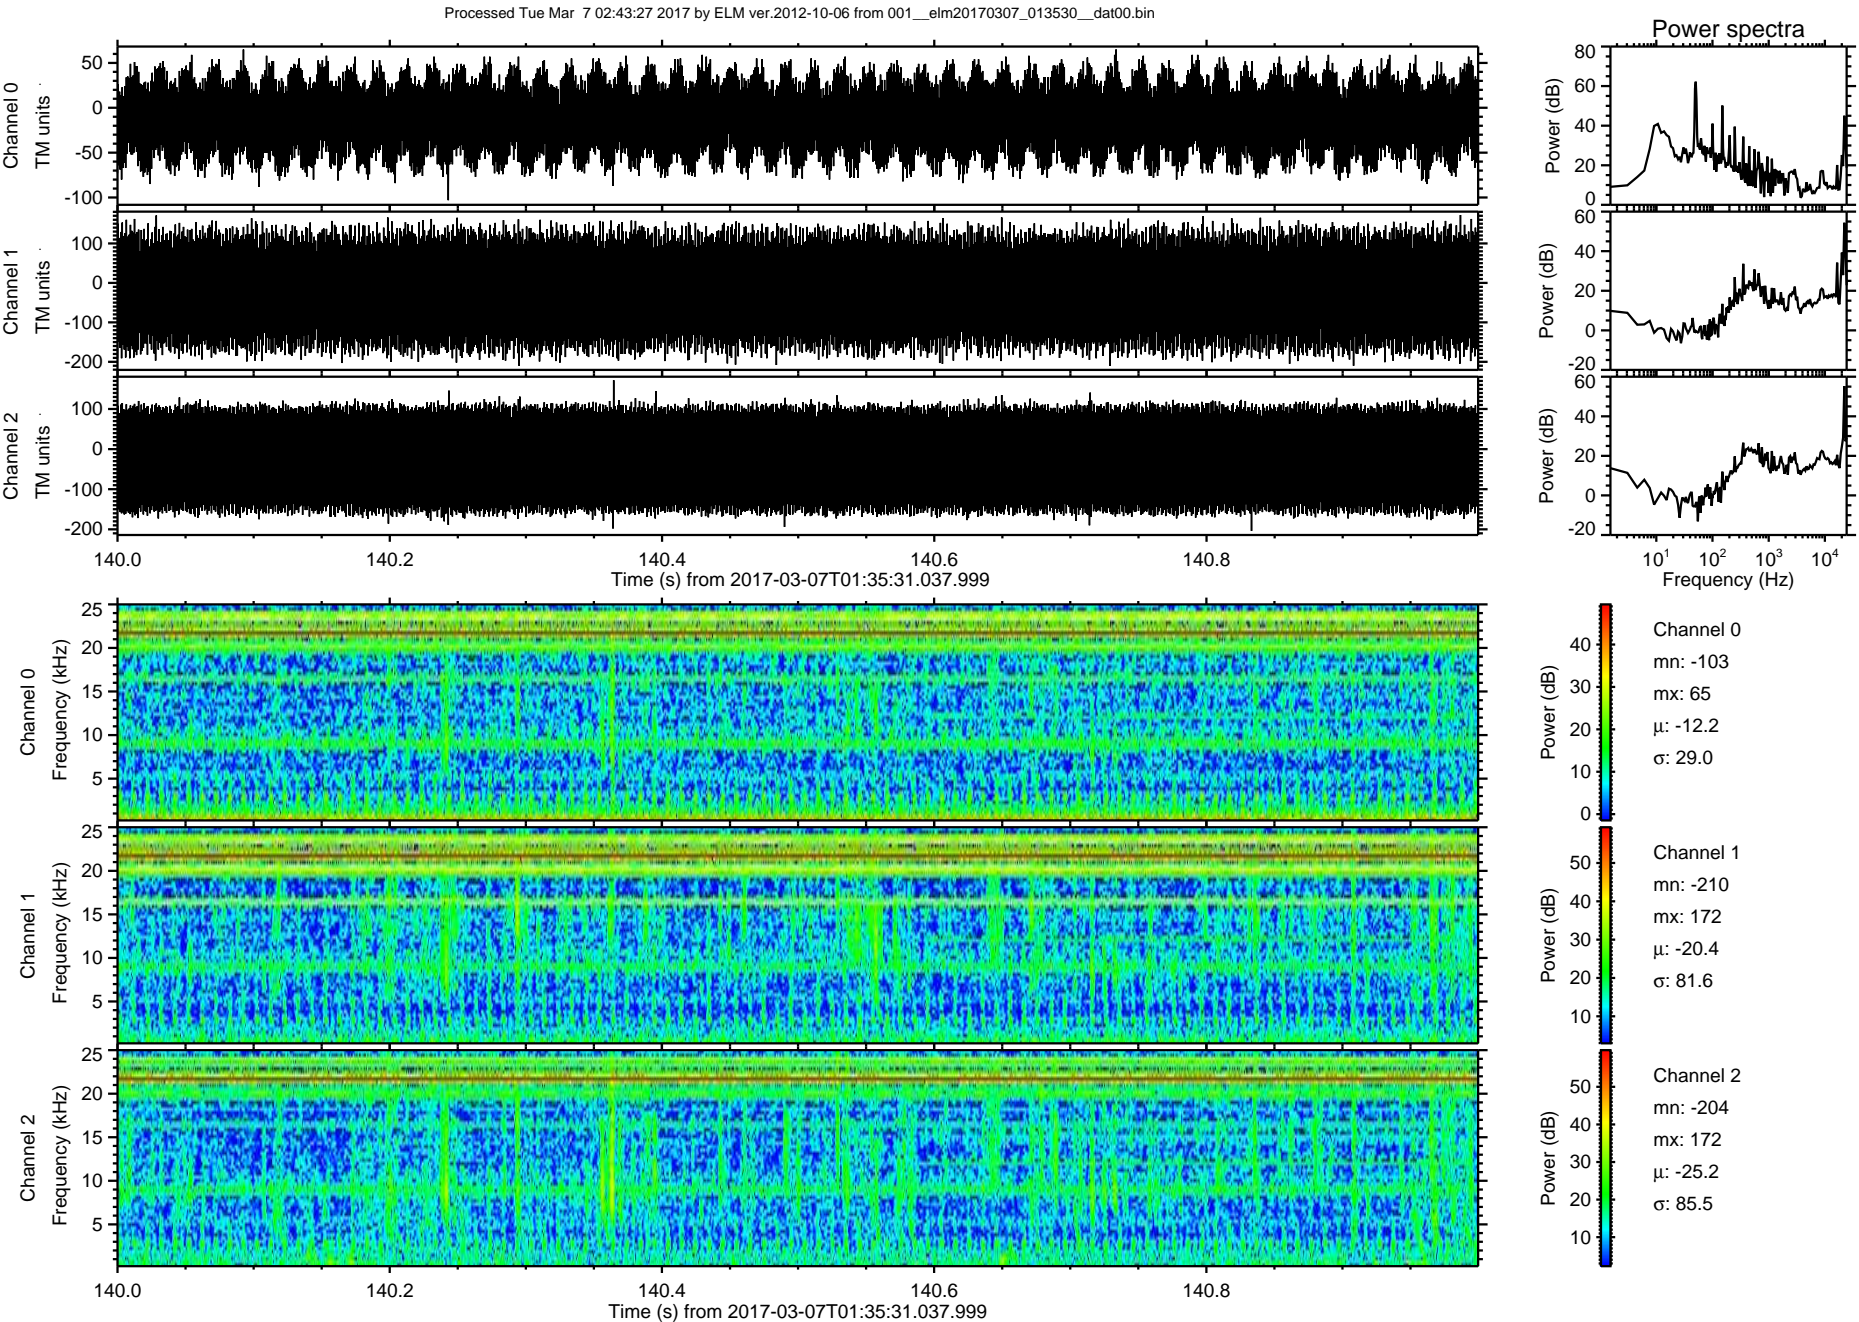 Processed Tue Mar  7 02:43:27 2017 by ELM ver.2012-10-06 from 001__elm20170307_013530__dat00.bin
Power spectra
Channel 0
TM units
50
0
-50
-100
Power (dB)
80
60
40
20
0
Channel 1
TM units
100
0
-100
-200
Power (dB)
60
40
20
0
-20
Channel 2
TM units
100
0
-100
-200
Power (dB)
60
40
20
0
-20
140.0 140.2 140.4 140.6 140.8
Time (s) from 2017-03-07T01:35:31.037.999
10^1 10^2 10^3 10^4
Frequency (Hz)
Channel 0
Frequency (kHz)
25
20
15
10
5
Power (dB)
40
30
20
10
0
Channel 0
mn: -103
mx: 65
μ: -12.2
σ: 29.0
Channel 1
Frequency (kHz)
25
20
15
10
5
Power (dB)
50
40
30
20
10
Channel 1
mn: -210
mx: 172
μ: -20.4
σ: 81.6
Channel 2
Frequency (kHz)
25
20
15
10
5
Power (dB)
50
40
30
20
10
Channel 2
mn: -204
mx: 172
μ: -25.2
σ: 85.5
140.0 140.2 140.4 140.6 140.8
Time (s) from 2017-03-07T01:35:31.037.999